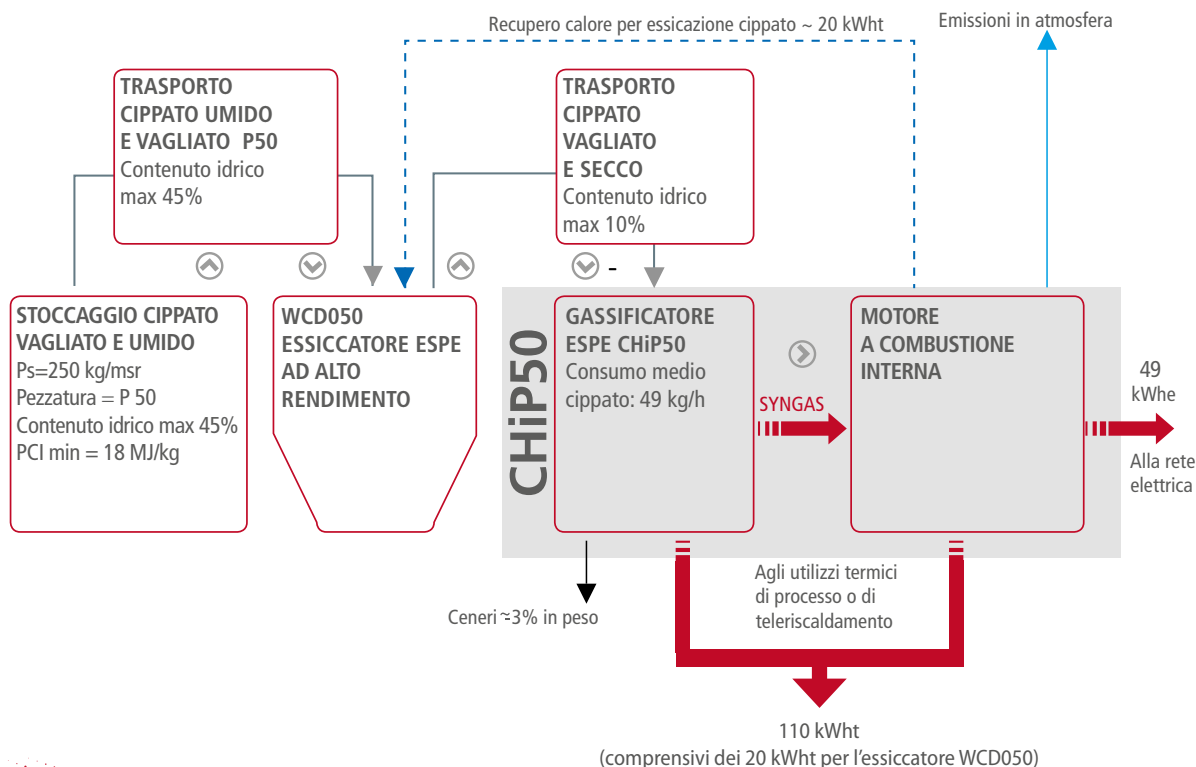 Recupero calore per essicazione cippato ~ 20 kWht
Emissioni in atmosfera
TRASPORTO
CIPPATO UMIDO
E VAGLIATO P50
Contenuto idrico
max 45%
TRASPORTO
CIPPATO
VAGLIATO
E SECCO
Contenuto idrico
max 10%
-
STOCCAGGIO CIPPATO
VAGLIATO E UMIDO
Ps=250 kg/msr
Pezzatura = P 50
Contenuto idrico max 45%
PCI min = 18 MJ/kg
WCD050
ESSICCATORE ESPE
AD ALTO
RENDIMENTO
CHiP50
GASSIFICATORE
ESPE CHiP50
Consumo medio
cippato: 49 kg/h
SYNGAS
MOTORE
A COMBUSTIONE
INTERNA
49
kWhe
Alla rete
elettrica
Ceneri ~3% in peso
Agli utilizzi termici
di processo o di
teleriscaldamento
110 kWht
(comprensivi dei 20 kWht per l'essiccatore WCD050)